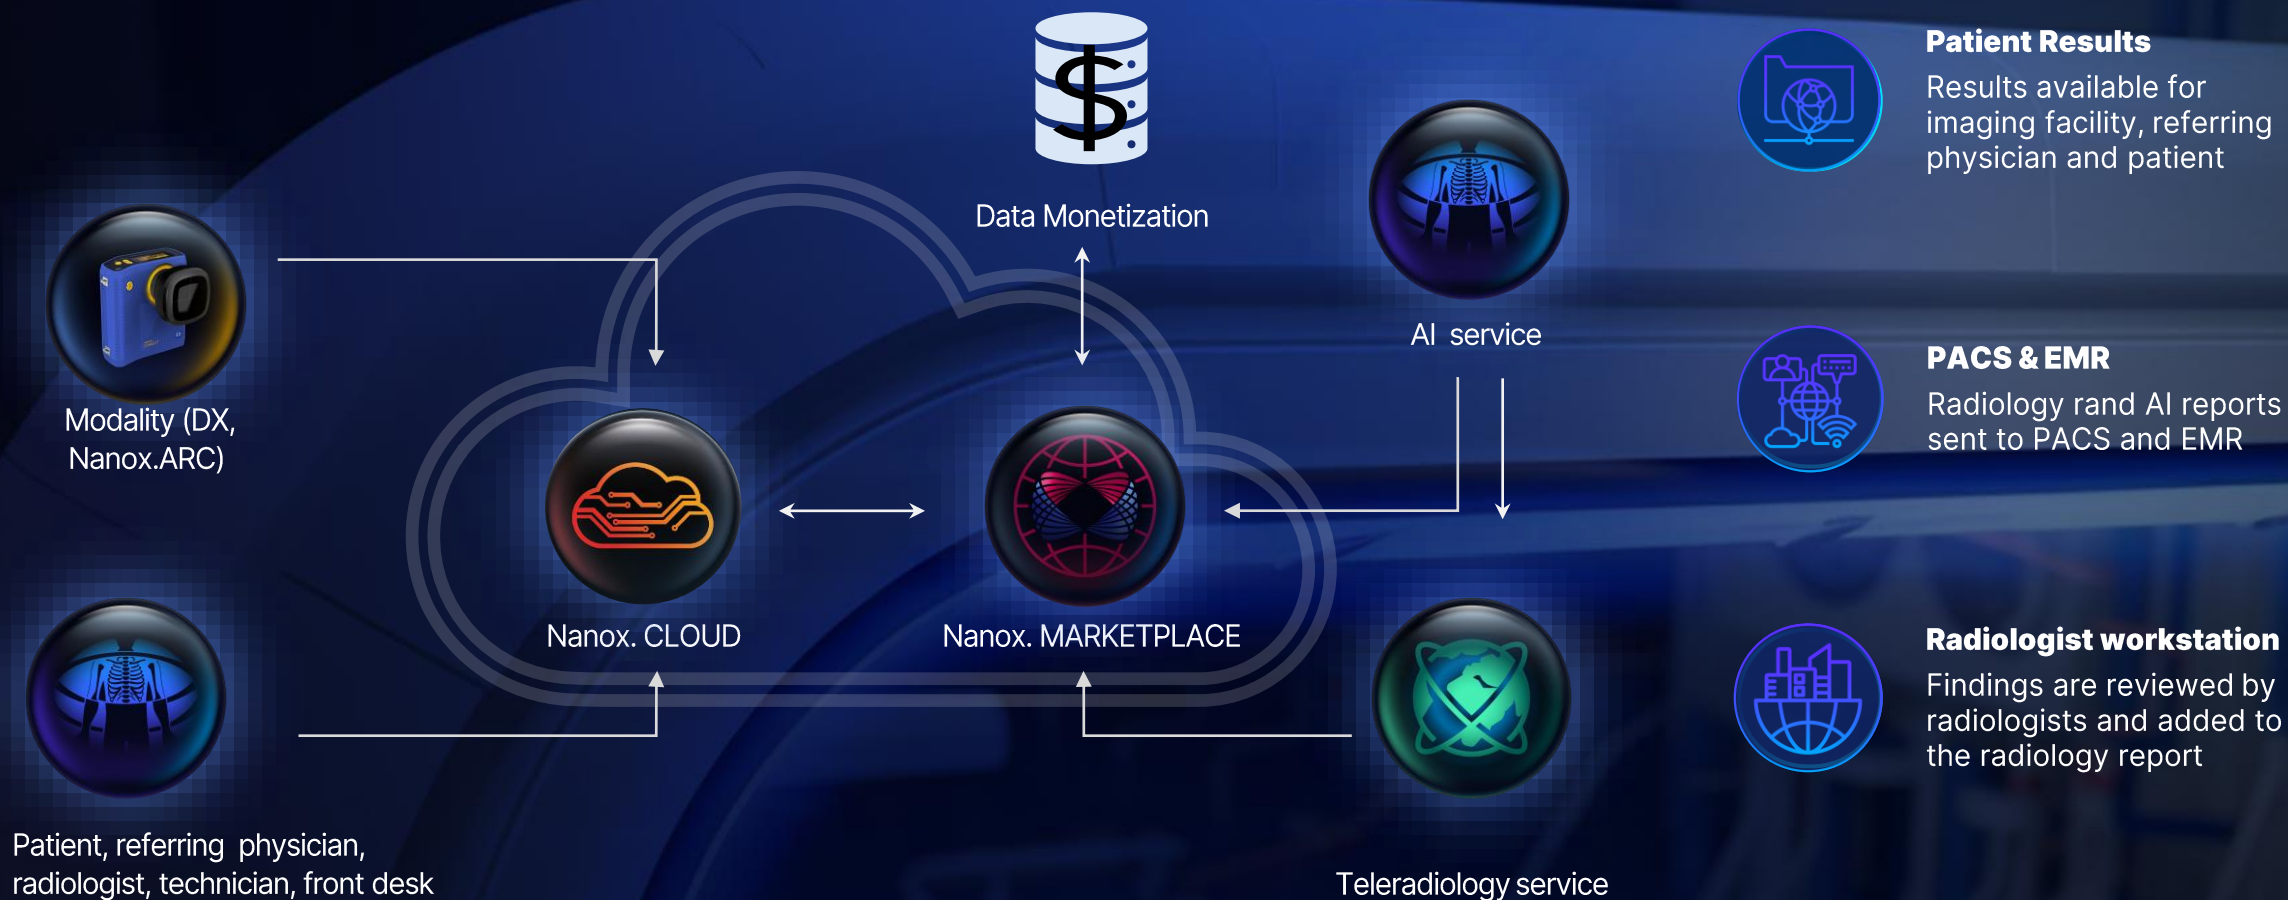 Data Monetization
Modality (DX,
Nanox.ARC)
AI  service
Nanox. CLOUD
Nanox. MARKETPLACE
Patient, referring  physician,
radiologist, technician, front desk
Teleradiology service
Patient Results
Results available for
imaging facility, referring
physician and patient
PACS & EMR
Radiology rand AI reports
sent to PACS and EMR
Radiologist workstation
Findings are reviewed by
radiologists and added to
the radiology report